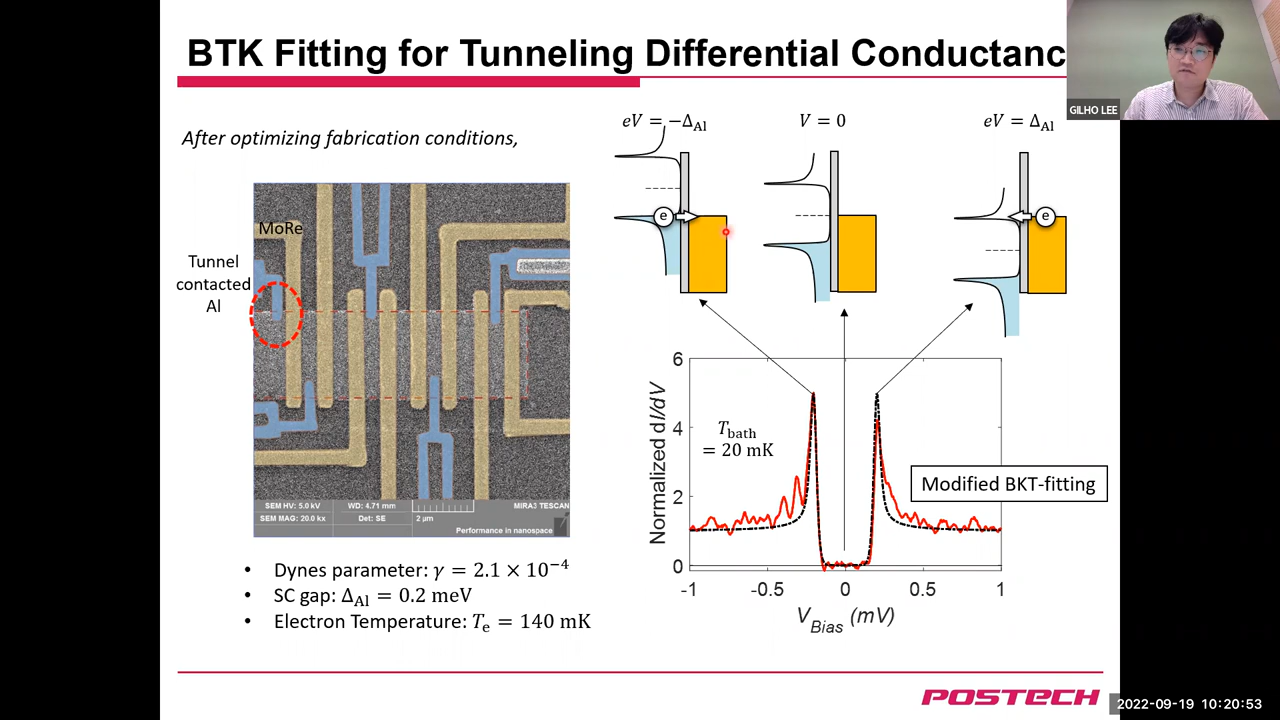 BTK Fitting for Tunneling Differential Conductanc
GILHO LEE
After optimizing fabrication conditions,
eV = −Δ_Al
V = 0
eV = Δ_Al
e
e
MoRe
Tunnel
contacted
Al
SEM HV: 5.0 kV
WD: 4.71 mm
MIRA3 TESCAN
SEM MAG: 20.0 kx
Det: SE
2 µm
Performance in nanospace
Normalized dI/dV
6
4
2
0
T_bath
= 20 mK
Modified BKT-fitting
-1
-0.5
0
0.5
1
V_Bias (mV)
• Dynes parameter: γ = 2.1 × 10⁻⁴
• SC gap: Δ_Al = 0.2 meV
• Electron Temperature: T_e = 140 mK
POSTECH
2022-09-19 10:20:53